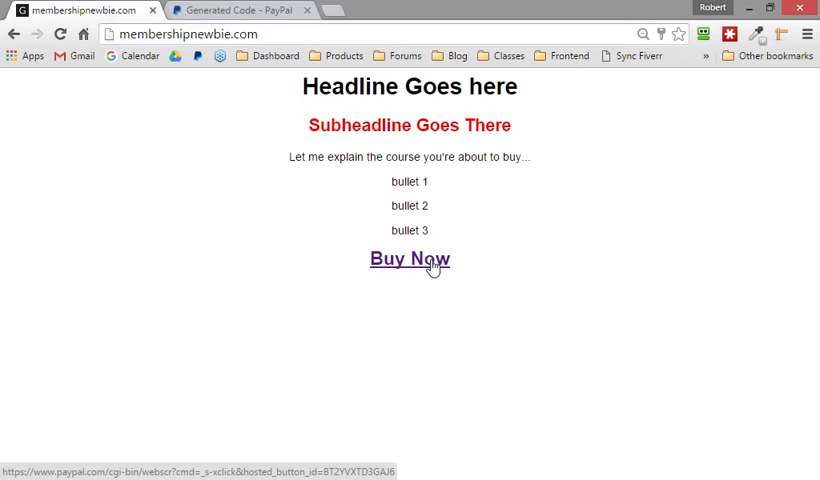 membershipnewbie.com
Generated Code - PayPal
Robert
membershipnewbie.com
Apps Gmail Calendar Dashboard Products Forums Blog Classes Frontend Sync Fiverr » Other bookmarks
Headline Goes here
Subheadline Goes There
Let me explain the course you're about to buy...
bullet 1
bullet 2
bullet 3
Buy Now
https://www.paypal.com/cgi-bin/webscr?cmd=_s-xclick&hosted_button_id=BT2YVXTD3GAJ6